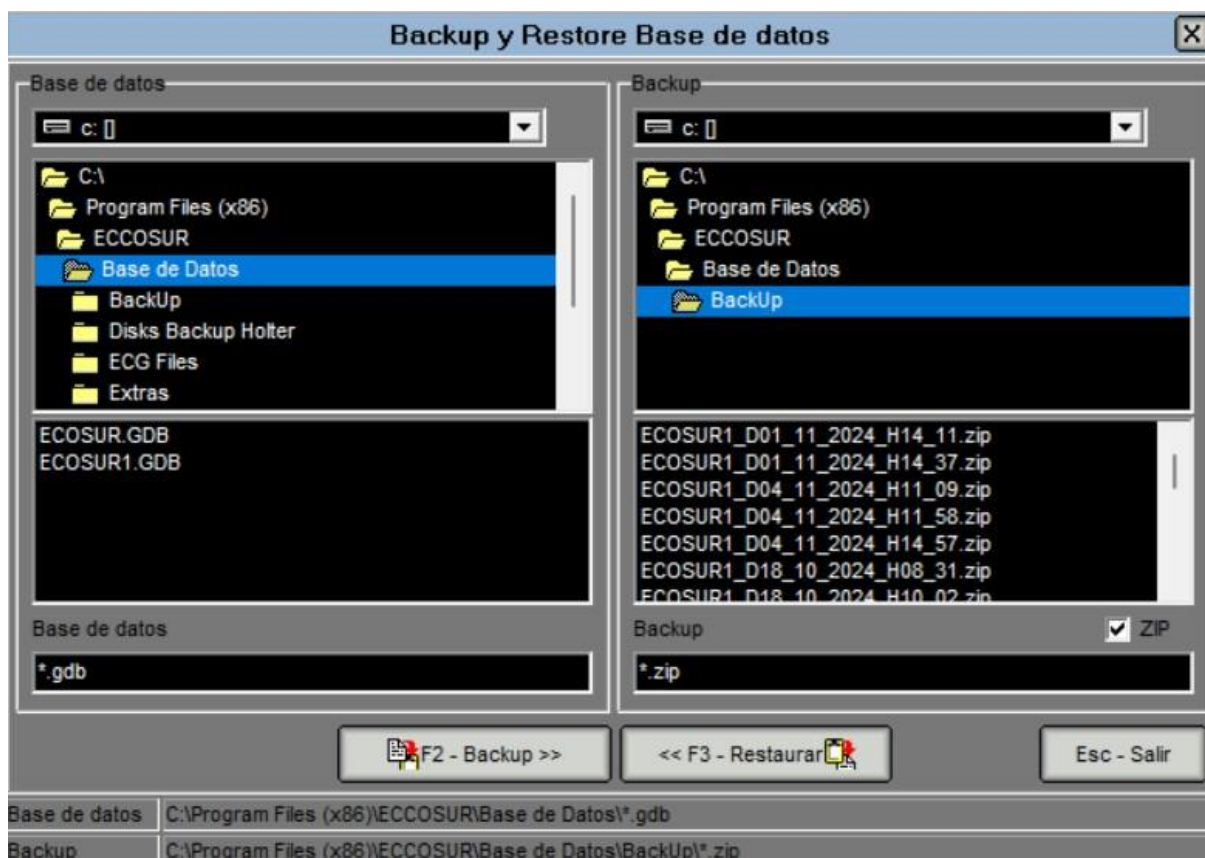 Backup y Restore Base de datos
Base de datos
c: []
C:\
Program Files (x86)
ECCOSUR
Base de Datos
BackUp
Disks Backup Holter
ECG Files
Extras
ECOSUR.GDB
ECOSUR1.GDB
Base de datos
*.gdb
Backup
c: []
C:\
Program Files (x86)
ECCOSUR
Base de Datos
BackUp
ECOSUR1_D01_11_2024_H14_11.zip
ECOSUR1_D01_11_2024_H14_37.zip
ECOSUR1_D04_11_2024_H11_09.zip
ECOSUR1_D04_11_2024_H11_58.zip
ECOSUR1_D04_11_2024_H14_57.zip
ECOSUR1_D18_10_2024_H08_31.zip
ECOSUR1_D18_10_2024_H10_02.zip
Backup
ZIP
*.zip
F2 - Backup >>
<< F3 - Restaurar
Esc - Salir
Base de datos C:\Program Files (x86)\ECCOSUR\Base de Datos\*.gdb
Backup C:\Program Files (x86)\ECCOSUR\Base de Datos\BackUp\*.zip